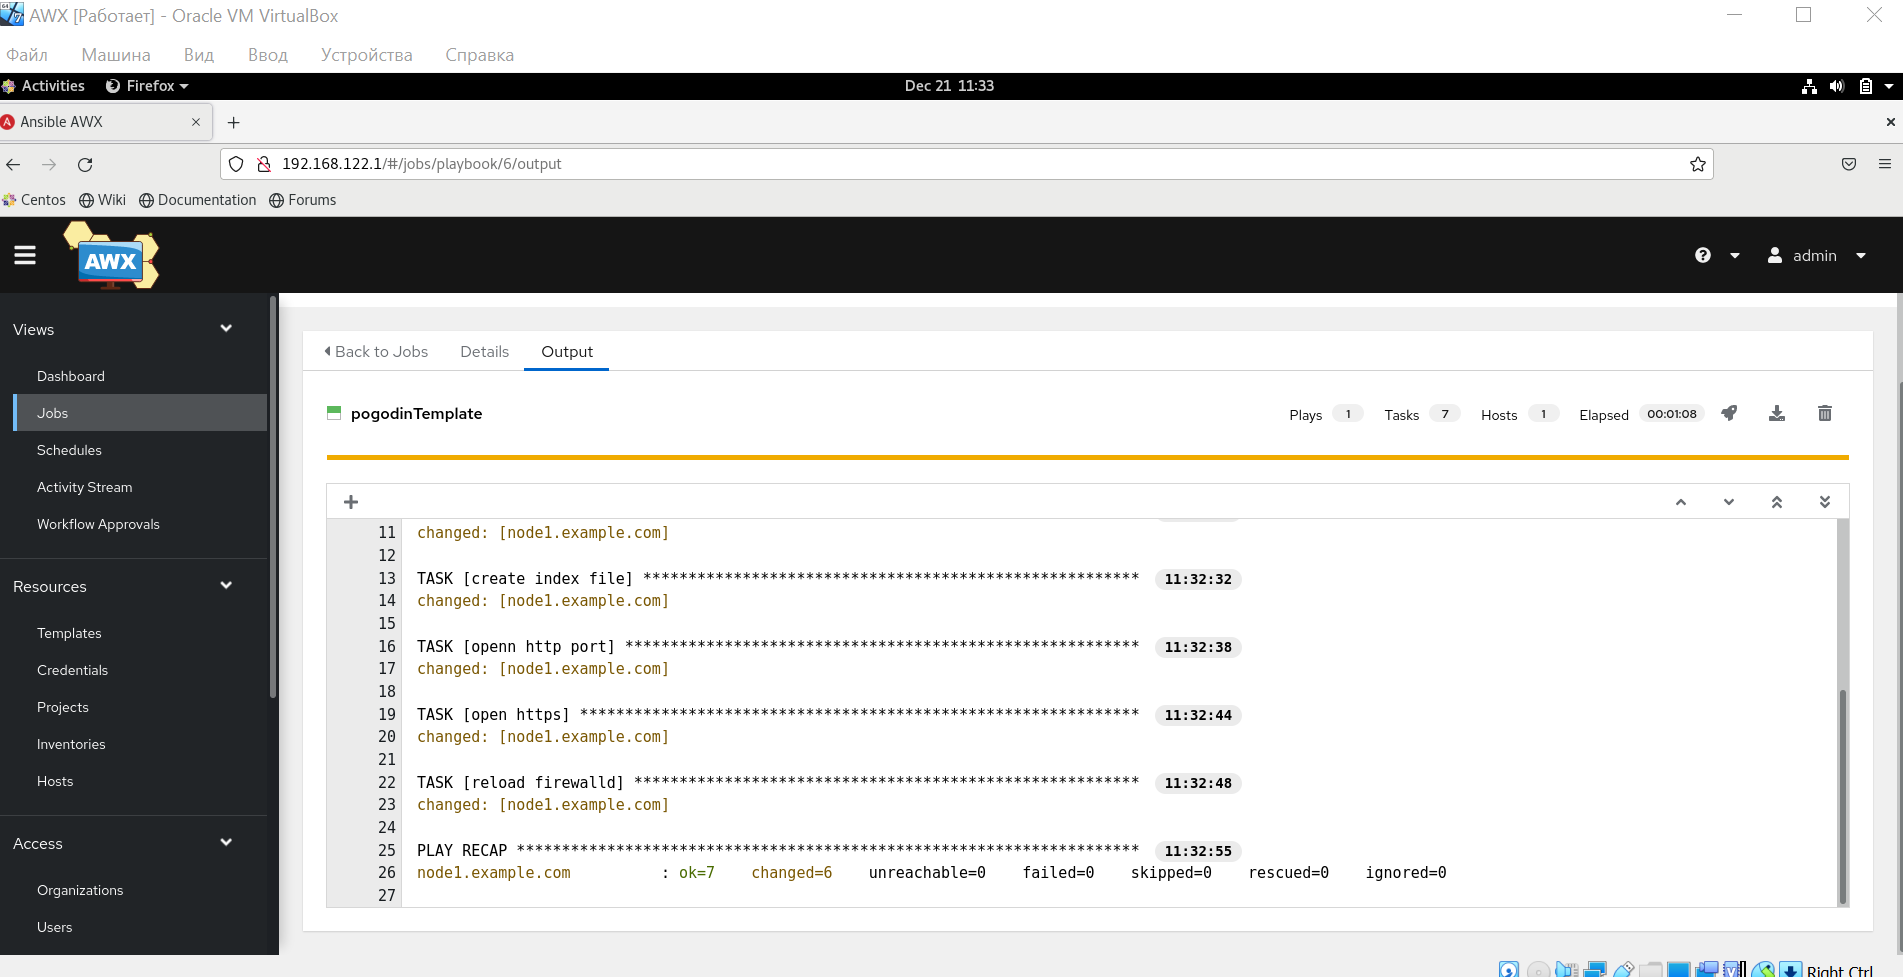 AWX [Работает] - Oracle VM VirtualBox
Файл Машина Вид Ввод Устройства Справка
Activities Firefox Dec 21 11:33
Ansible AWX
192.168.122.1/#/jobs/playbook/6/output
Centos Wiki Documentation Forums
AWX
admin
Views
Dashboard
Jobs
Schedules
Activity Stream
Workflow Approvals
Resources
Templates
Credentials
Projects
Inventories
Hosts
Access
Organizations
Users
Back to Jobs Details Output
pogodinTemplate Plays 1 Tasks 7 Hosts 1 Elapsed 00:01:08
11 changed: [node1.example.com]
12
13 TASK [create index file] ******************************************************* 11:32:32
14 changed: [node1.example.com]
15
16 TASK [openn http port] ********************************************************* 11:32:38
17 changed: [node1.example.com]
18
19 TASK [open https] ************************************************************** 11:32:44
20 changed: [node1.example.com]
21
22 TASK [reload firewalld] ******************************************************** 11:32:48
23 changed: [node1.example.com]
24
25 PLAY RECAP ********************************************************************* 11:32:55
26 node1.example.com : ok=7 changed=6 unreachable=0 failed=0 skipped=0 rescued=0 ignored=0
27
Right Ctrl